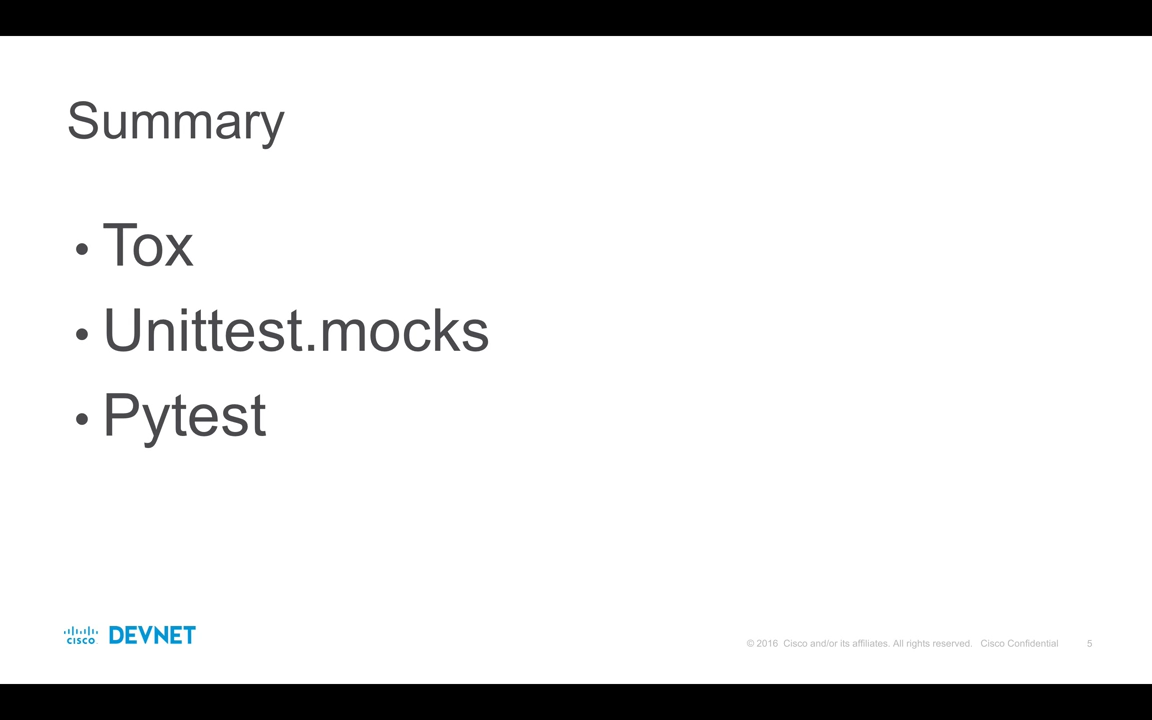 Summary
• Tox
• Unittest.mocks
• Pytest
CISCO DEVNET
© 2016 Cisco and/or its affiliates. All rights reserved. Cisco Confidential 5